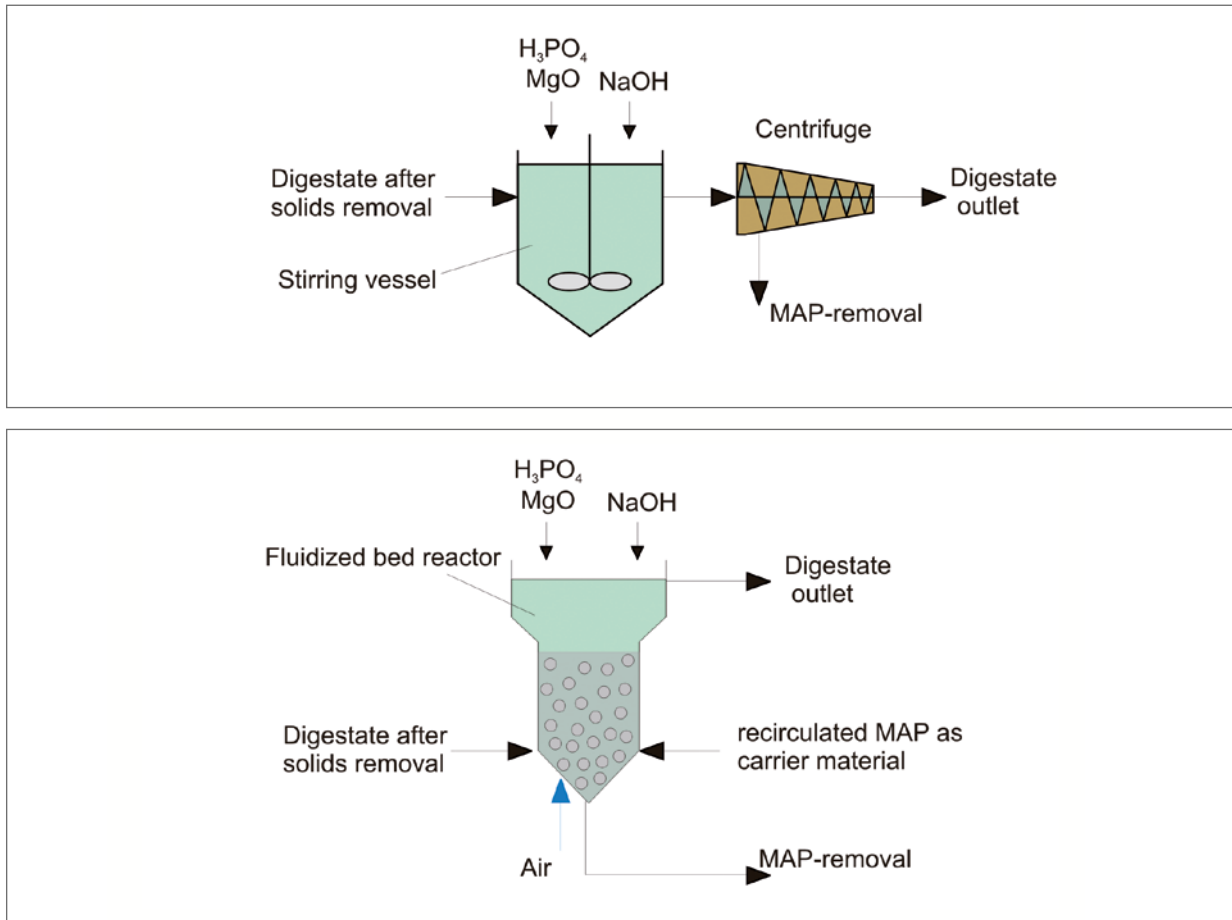 H₃PO₄
MgO NaOH
Centrifuge
Digestate after
solids removal
Digestate
outlet
Stirring vessel
MAP-removal
H₃PO₄
MgO NaOH
Fluidized bed reactor
Digestate
outlet
Digestate after
solids removal
recirculated MAP as
carrier material
Air
MAP-removal